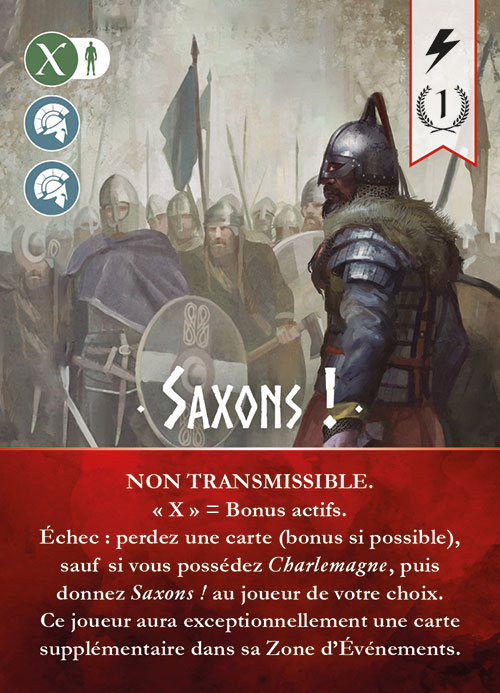 X
1
· SAXONS ! ·
NON TRANSMISSIBLE.
« X » = Bonus actifs.
Échec : perdez une carte (bonus si possible),
sauf si vous possédez Charlemagne, puis
donnez Saxons ! au joueur de votre choix.
Ce joueur aura exceptionnellement une carte
supplémentaire dans sa Zone d’Événements.